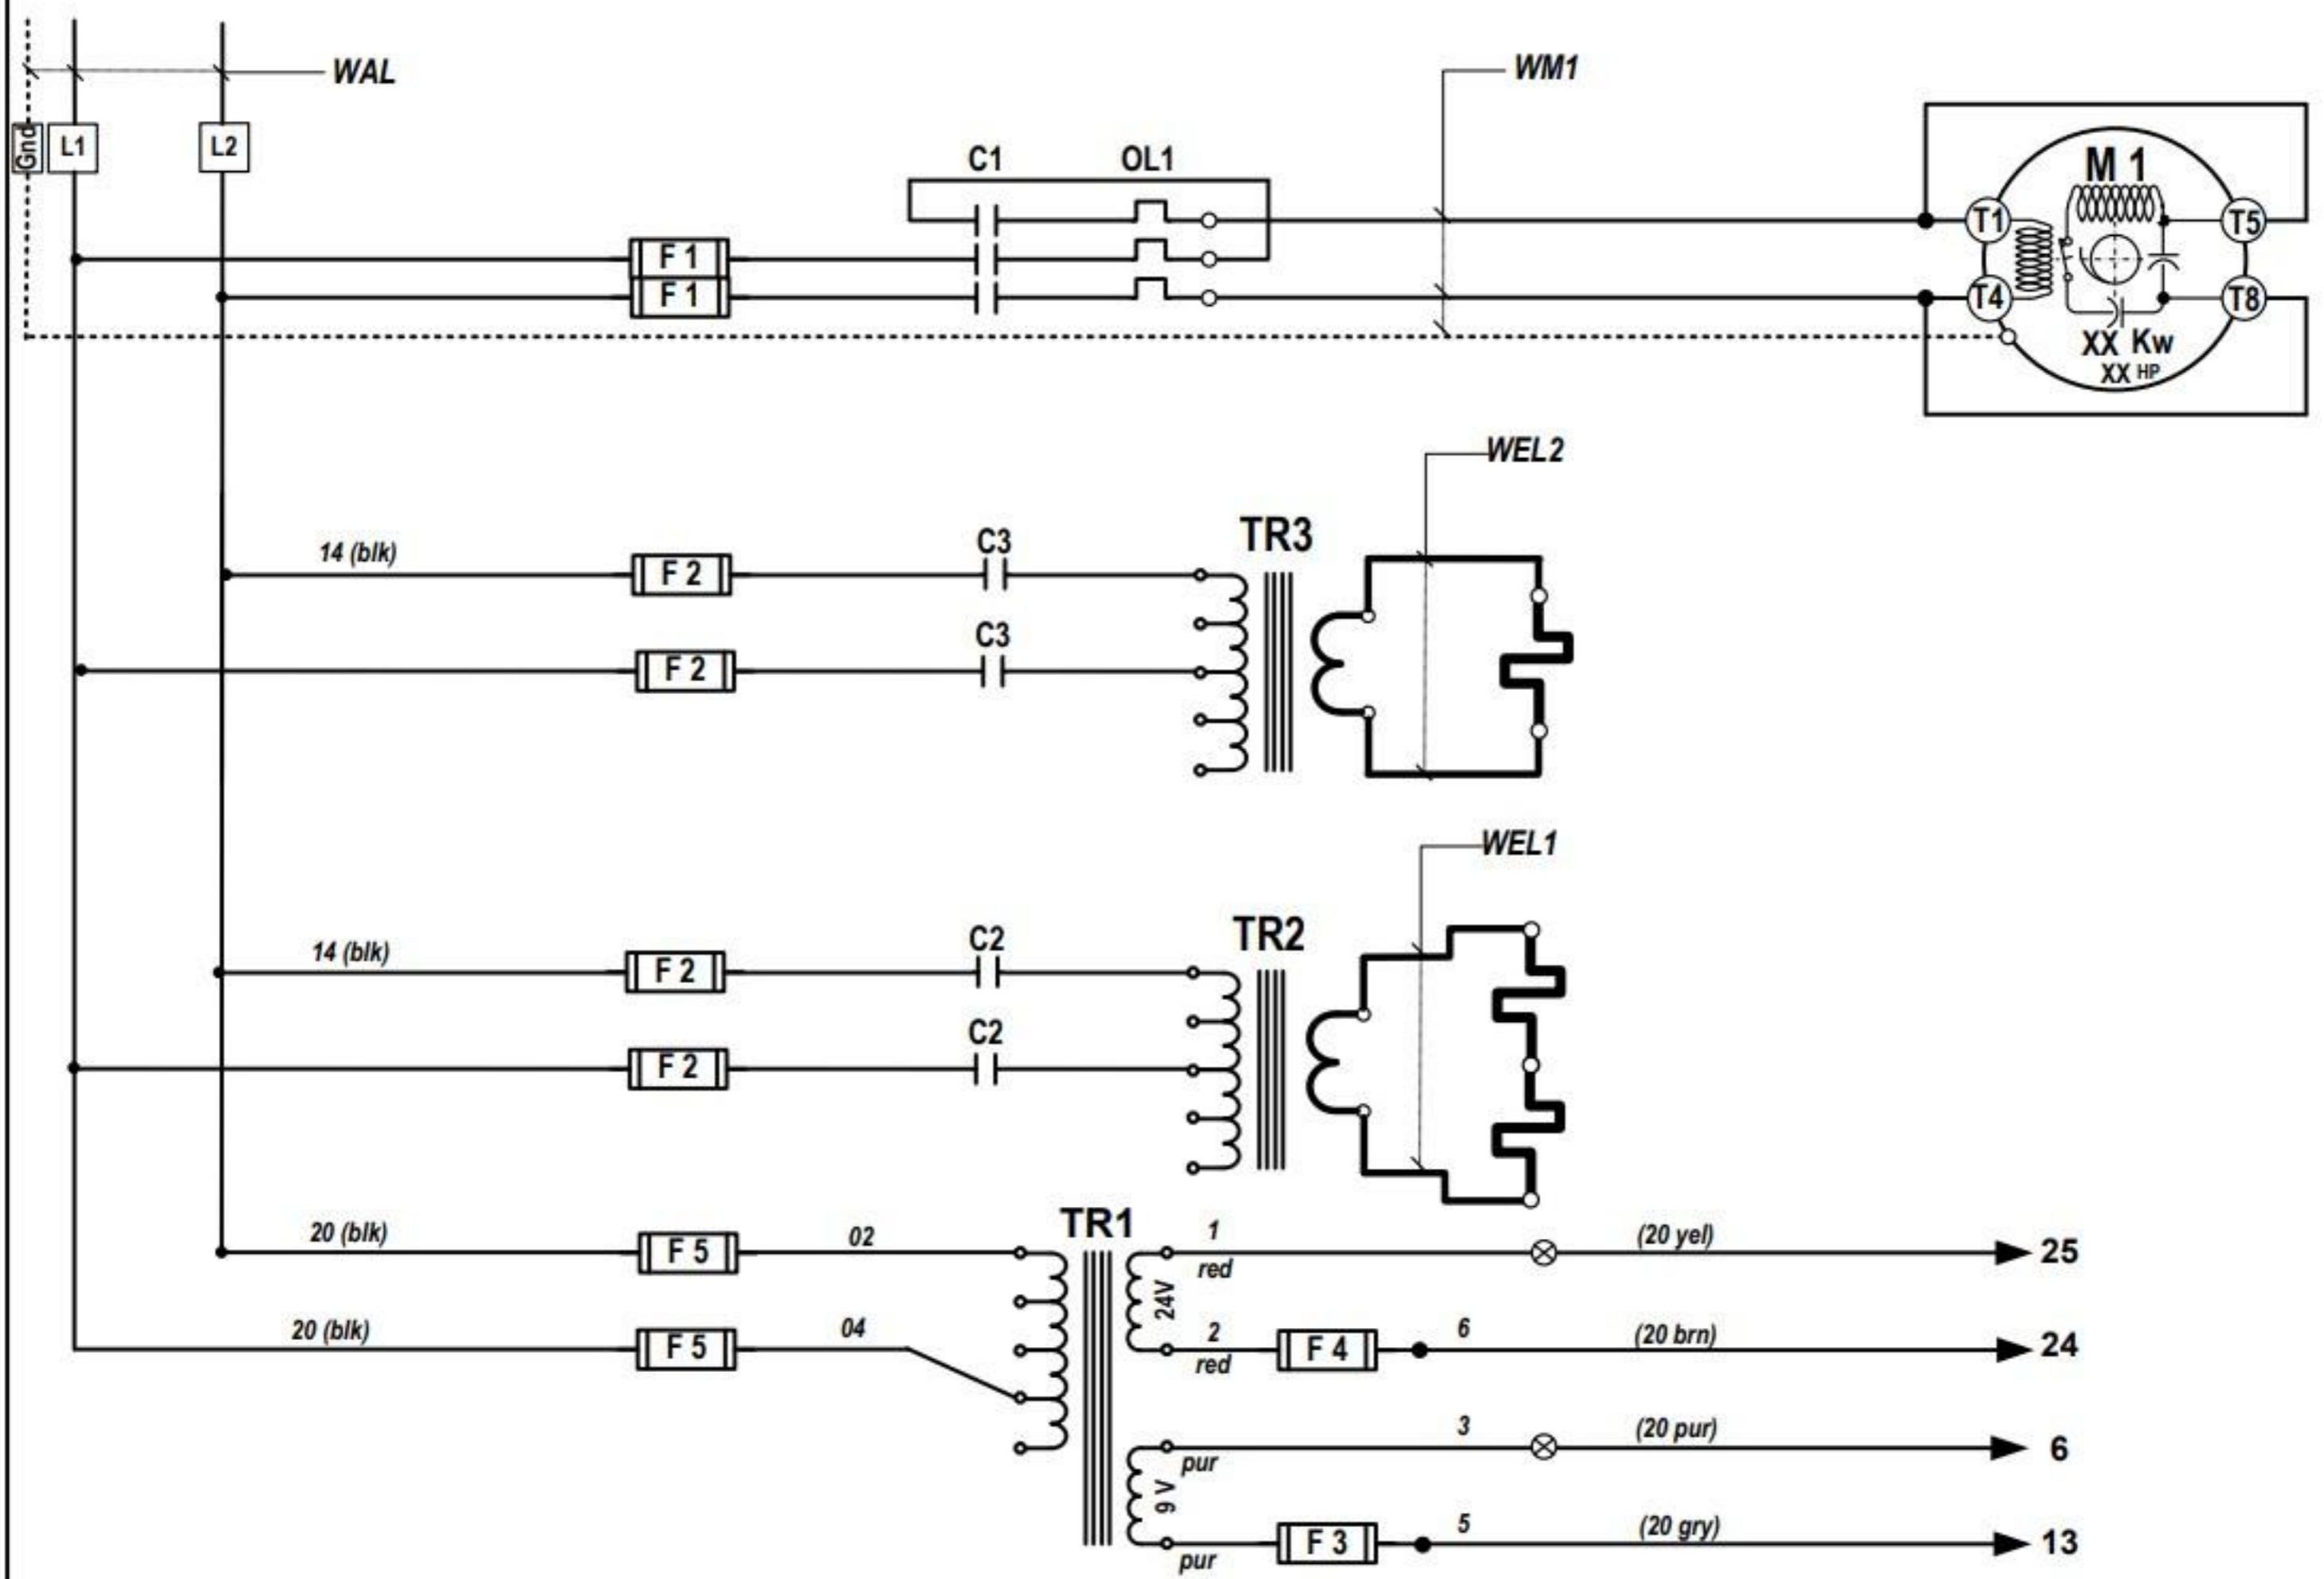 WAL
WM1
Gnd
L1
L2
C1
OL1
M 1
T1
T5
F 1
F 1
T4
T8
XX Kw
XX HP
WEL2
TR3
14 (blk)
F 2
C3
F 2
C3
WEL1
TR2
14 (blk)
F 2
C2
F 2
C2
TR1
20 (blk)
F 5
02
1
red
(20 yel)
25
24V
20 (blk)
F 5
04
2
red
F 4
6
(20 brn)
24
3
pur
(20 pur)
6
9 V
pur
F 3
5
(20 gry)
13